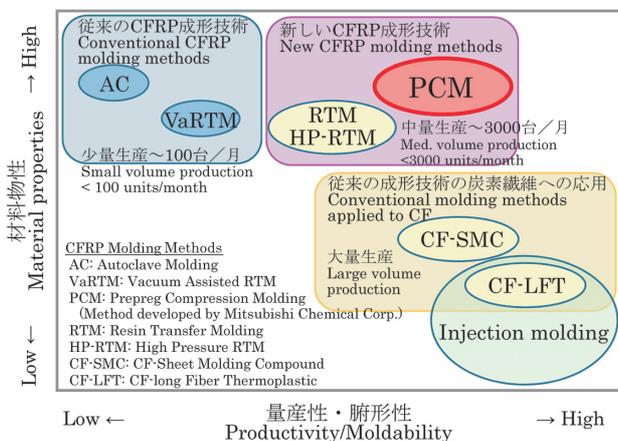 従来のCFRP成形技術
Conventional CFRP
molding methods
AC
VaRTM
少量生産～100台／月
Small volume production
< 100 units/month
新しいCFRP成形技術
New CFRP molding methods
PCM
RTM
HP-RTM
中量生産～3000台／月
Med. volume production
<3000 units/month
従来の成形技術の炭素繊維への応用
Conventional molding methods
applied to CF
CF-SMC
大量生産
Large volume
production
CF-LFT
Injection molding
CFRP Molding Methods
AC: Autoclave Molding
VaRTM: Vacuum Assisted RTM
PCM: Prepreg Compression Molding
（Method developed by Mitsubishi Chemical Corp.）
RTM: Resin Transfer Molding
HP-RTM: High Pressure RTM
CF-SMC: CF-Sheet Molding Compound
CF-LFT: CF-long Fiber Thermoplastic
→ High
材料物性
Material properties
Low ←
Low ←
量産性・腑形性
Productivity/Moldability
→ High